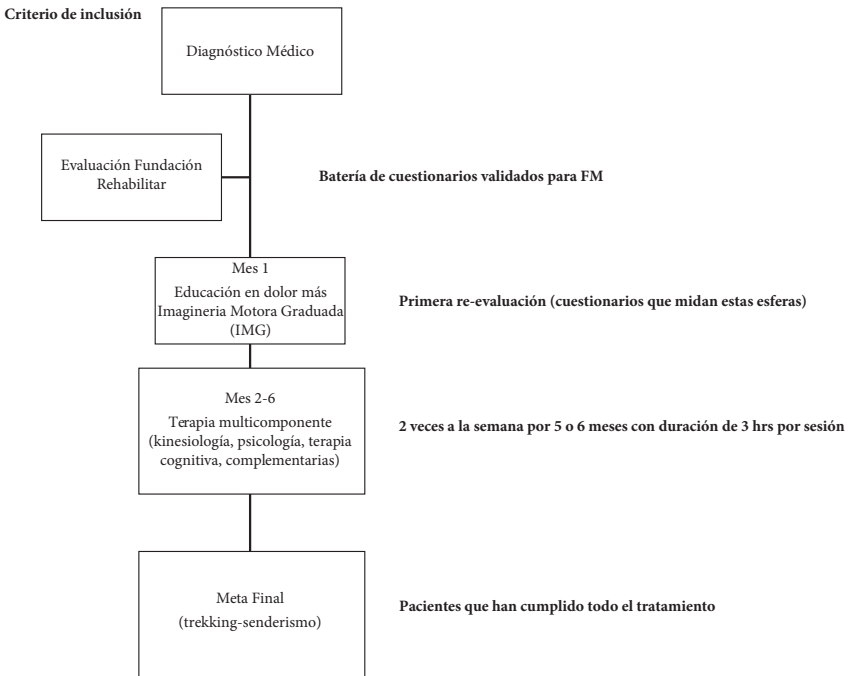 Criterio de inclusión
Diagnóstico Médico
Evaluación Fundación
Rehabilitar
Batería de cuestionarios validados para FM
Mes 1
Educación en dolor más
Imagineria Motora Graduada
(IMG)
Primera re-evaluación (cuestionarios que midan estas esferas)
Mes 2-6
Terapia multicomponente
(kinesiología, psicología, terapia
cognitiva, complementarias)
2 veces a la semana por 5 o 6 meses con duración de 3 hrs por sesión
Meta Final
(trekking-senderismo)
Pacientes que han cumplido todo el tratamiento